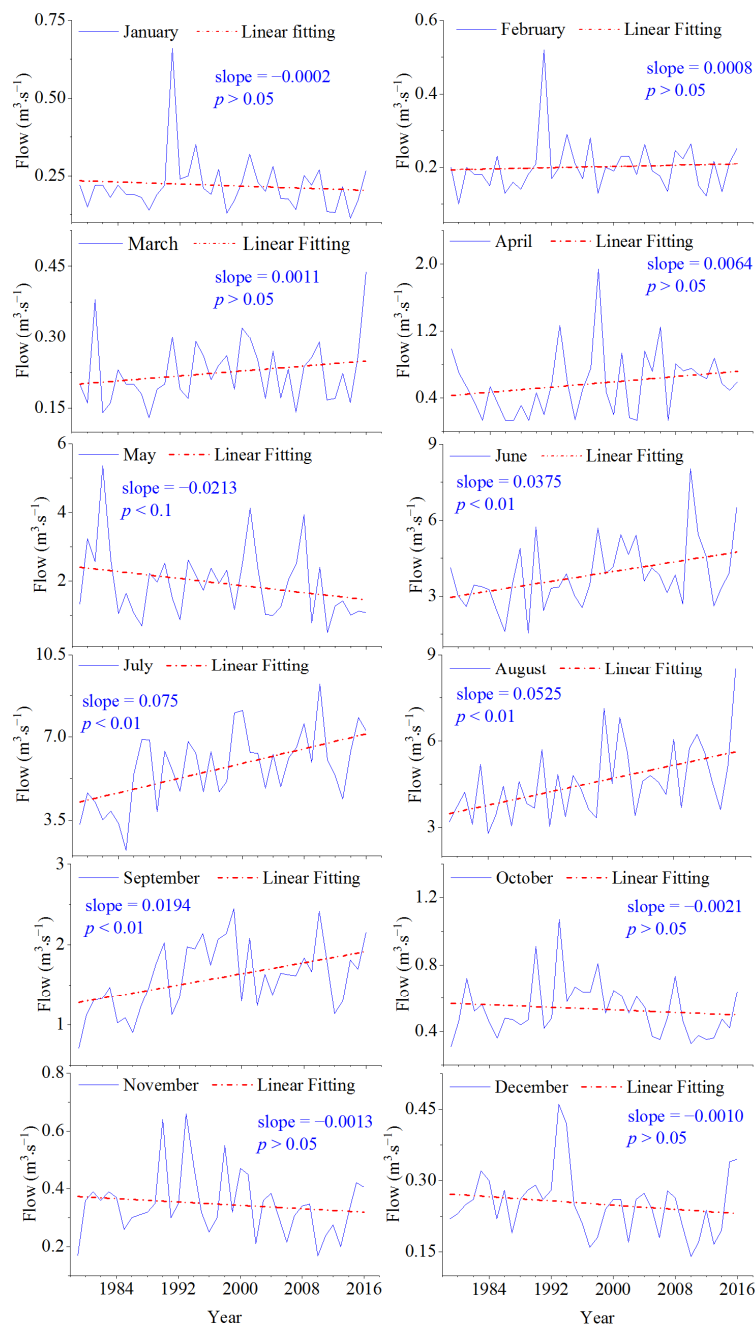 January
Linear fitting
slope = −0.0002
p > 0.05
0.75
0.50
0.25
Flow (m³·s⁻¹)
February
Linear Fitting
slope = 0.0008
p > 0.05
0.6
0.4
0.2
Flow (m³·s⁻¹)
March
Linear Fitting
slope = 0.0011
p > 0.05
0.45
0.30
0.15
Flow (m³·s⁻¹)
April
Linear Fitting
slope = 0.0064
p > 0.05
2.0
1.2
0.4
Flow (m³·s⁻¹)
May
Linear Fitting
slope = −0.0213
p < 0.1
6
4
2
Flow (m³·s⁻¹)
June
Linear Fitting
slope = 0.0375
p < 0.01
9
6
3
Flow (m³·s⁻¹)
July
Linear Fitting
slope = 0.075
p < 0.01
10.5
7.0
3.5
Flow (m³·s⁻¹)
August
Linear Fitting
slope = 0.0525
p < 0.01
9
6
3
Flow (m³·s⁻¹)
September
Linear Fitting
slope = 0.0194
p < 0.01
3
2
1
Flow (m³·s⁻¹)
October
Linear Fitting
slope = −0.0021
p > 0.05
1.2
0.8
0.4
Flow (m³·s⁻¹)
November
Linear Fitting
slope = −0.0013
p > 0.05
0.8
0.6
0.4
0.2
Flow (m³·s⁻¹)
1984 1992 2000 2008 2016
Year
December
Linear Fitting
slope = −0.0010
p > 0.05
0.45
0.30
0.15
Flow (m³·s⁻¹)
1984 1992 2000 2008 2016
Year